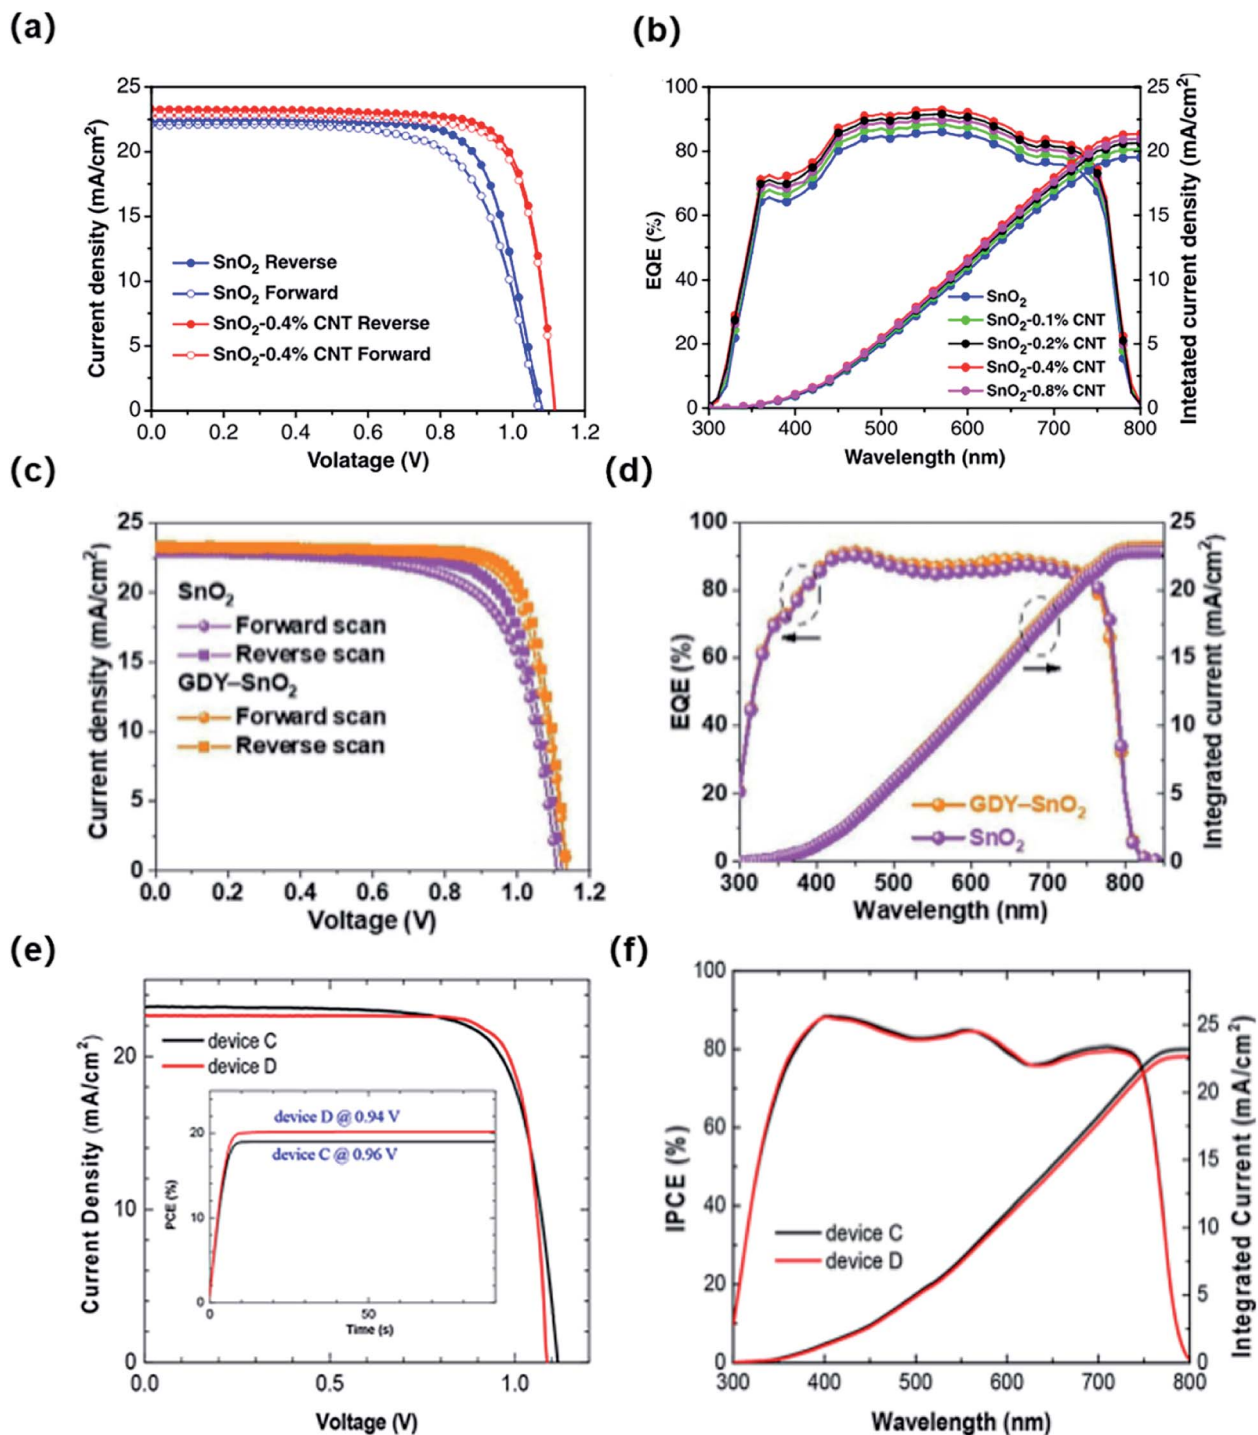 (a)
25
20
15
10
5
0
Current density (mA/cm²)
SnO₂ Reverse
SnO₂ Forward
SnO₂-0.4% CNT Reverse
SnO₂-0.4% CNT Forward
0.0 0.2 0.4 0.6 0.8 1.0 1.2
Volatage (V)
(b)
100
80
60
40
20
0
EQE (%)
SnO₂
SnO₂-0.1% CNT
SnO₂-0.2% CNT
SnO₂-0.4% CNT
SnO₂-0.8% CNT
25
20
15
10
5
0
Intetated current density (mA/cm²)
300 400 500 600 700 800
Wavelength (nm)
(c)
25
20
15
10
5
0
Current density (mA/cm²)
SnO₂
Forward scan
Reverse scan
GDY–SnO₂
Forward scan
Reverse scan
0.0 0.2 0.4 0.6 0.8 1.0 1.2
Voltage (V)
(d)
100
80
60
40
20
0
EQE (%)
GDY–SnO₂
SnO₂
25
20
15
10
5
0
Integrated current (mA/cm²)
300 400 500 600 700 800
Wavelength (nm)
(e)
20
10
0
Current Density (mA/cm²)
device C
device D
20
10
0
PCE (%)
device D @ 0.94 V
device C @ 0.96 V
0 50
Time (s)
0.0 0.5 1.0
Voltage (V)
(f)
100
80
60
40
20
0
IPCE (%)
device C
device D
25
20
15
10
5
0
Integrated Current (mA/cm²)
300 400 500 600 700 800
Wavelength (nm)